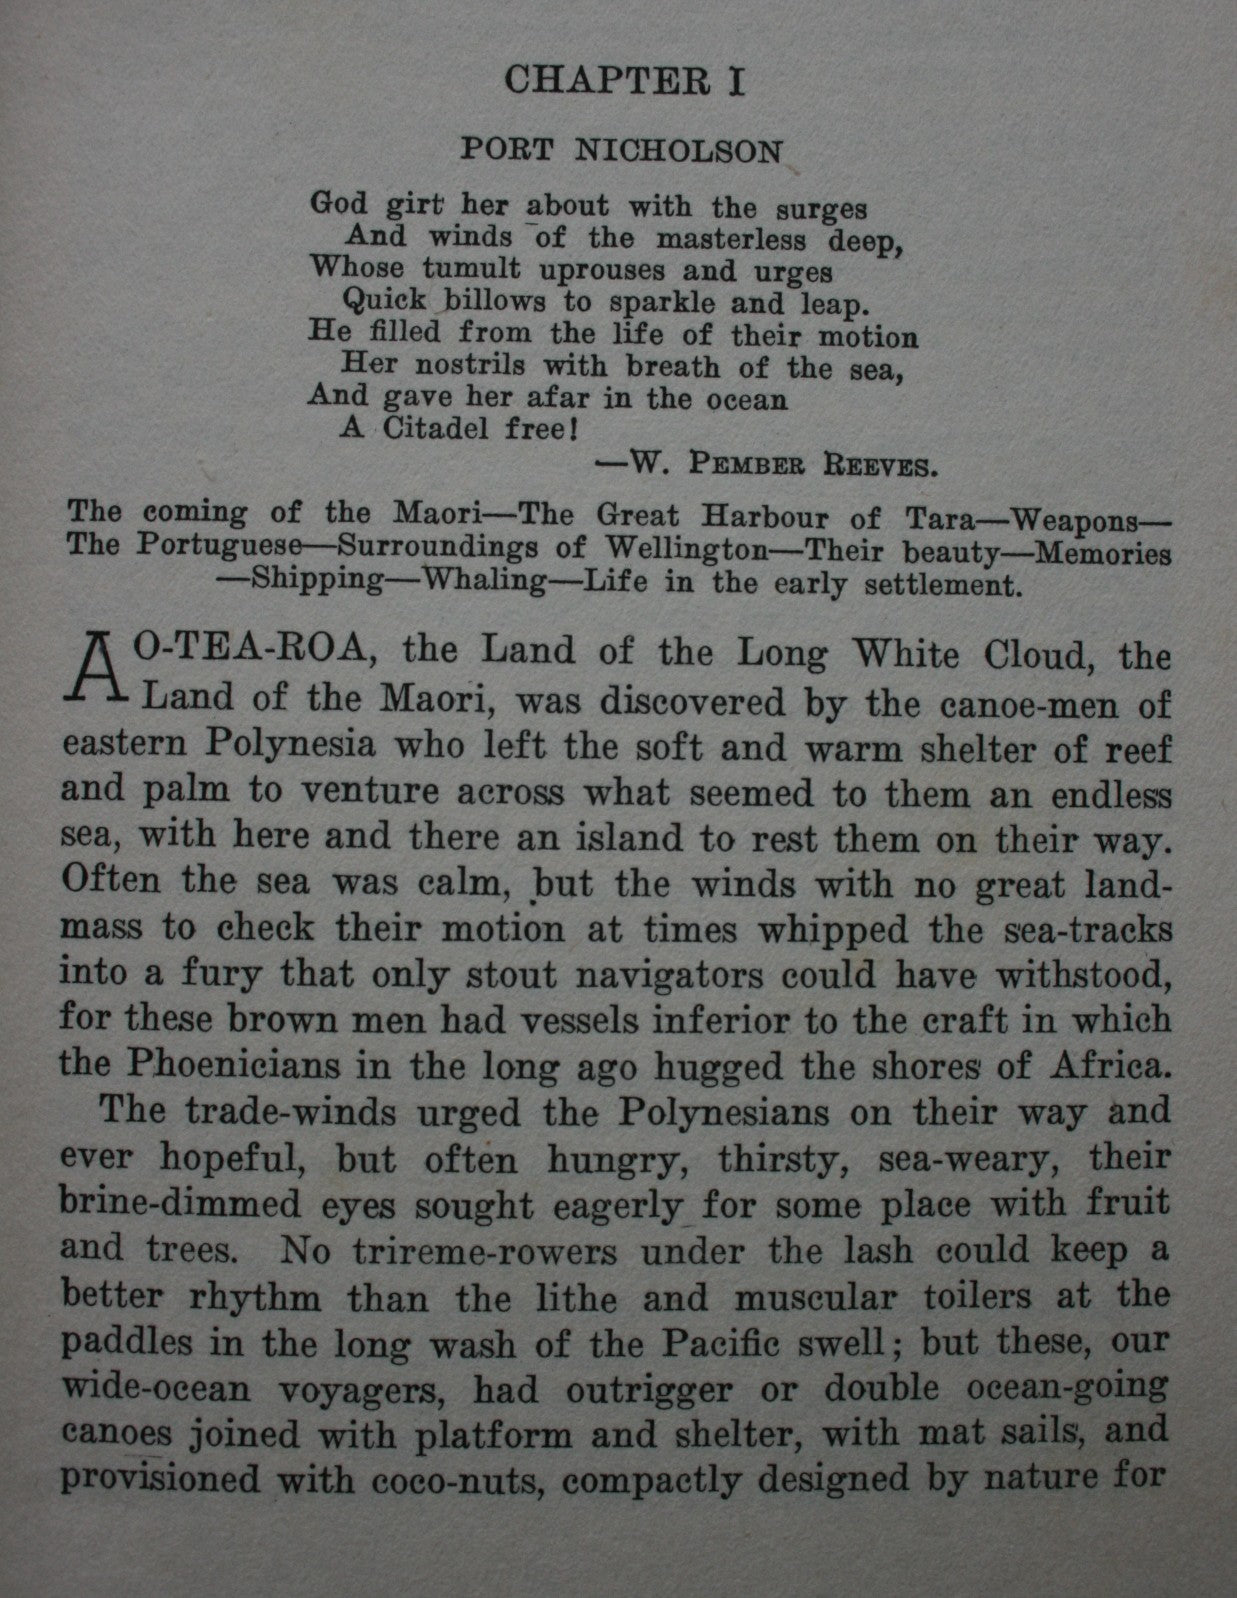 CHAPTER I
PORT NICHOLSON
God girt her about with the surges
And winds of the masterless deep,
Whose tumult uprouses and urges
Quick billows to sparkle and leap.
He filled from the life of their motion
Her nostrils with breath of the sea,
And gave her afar in the ocean
A Citadel free!
—W. PEMBER REEVES.
The coming of the Maori—The Great Harbour of Tara—Weapons—
The Portuguese—Surroundings of Wellington—Their beauty—Memories
—Shipping—Whaling—Life in the early settlement.
AO-TEA-ROA, the Land of the Long White Cloud, the
Land of the Maori, was discovered by the canoe-men of
eastern Polynesia who left the soft and warm shelter of reef
and palm to venture across what seemed to them an endless
sea, with here and there an island to rest them on their way.
Often the sea was calm, but the winds with no great land-
mass to check their motion at times whipped the sea-tracks
into a fury that only stout navigators could have withstood,
for these brown men had vessels inferior to the craft in which
the Phoenicians in the long ago hugged the shores of Africa.
The trade-winds urged the Polynesians on their way and
ever hopeful, but often hungry, thirsty, sea-weary, their
brine-dimmed eyes sought eagerly for some place with fruit
and trees. No trireme-rowers under the lash could keep a
better rhythm than the lithe and muscular toilers at the
paddles in the long wash of the Pacific swell; but these, our
wide-ocean voyagers, had outrigger or double ocean-going
canoes joined with platform and shelter, with mat sails, and
provisioned with coco-nuts, compactly designed by nature for